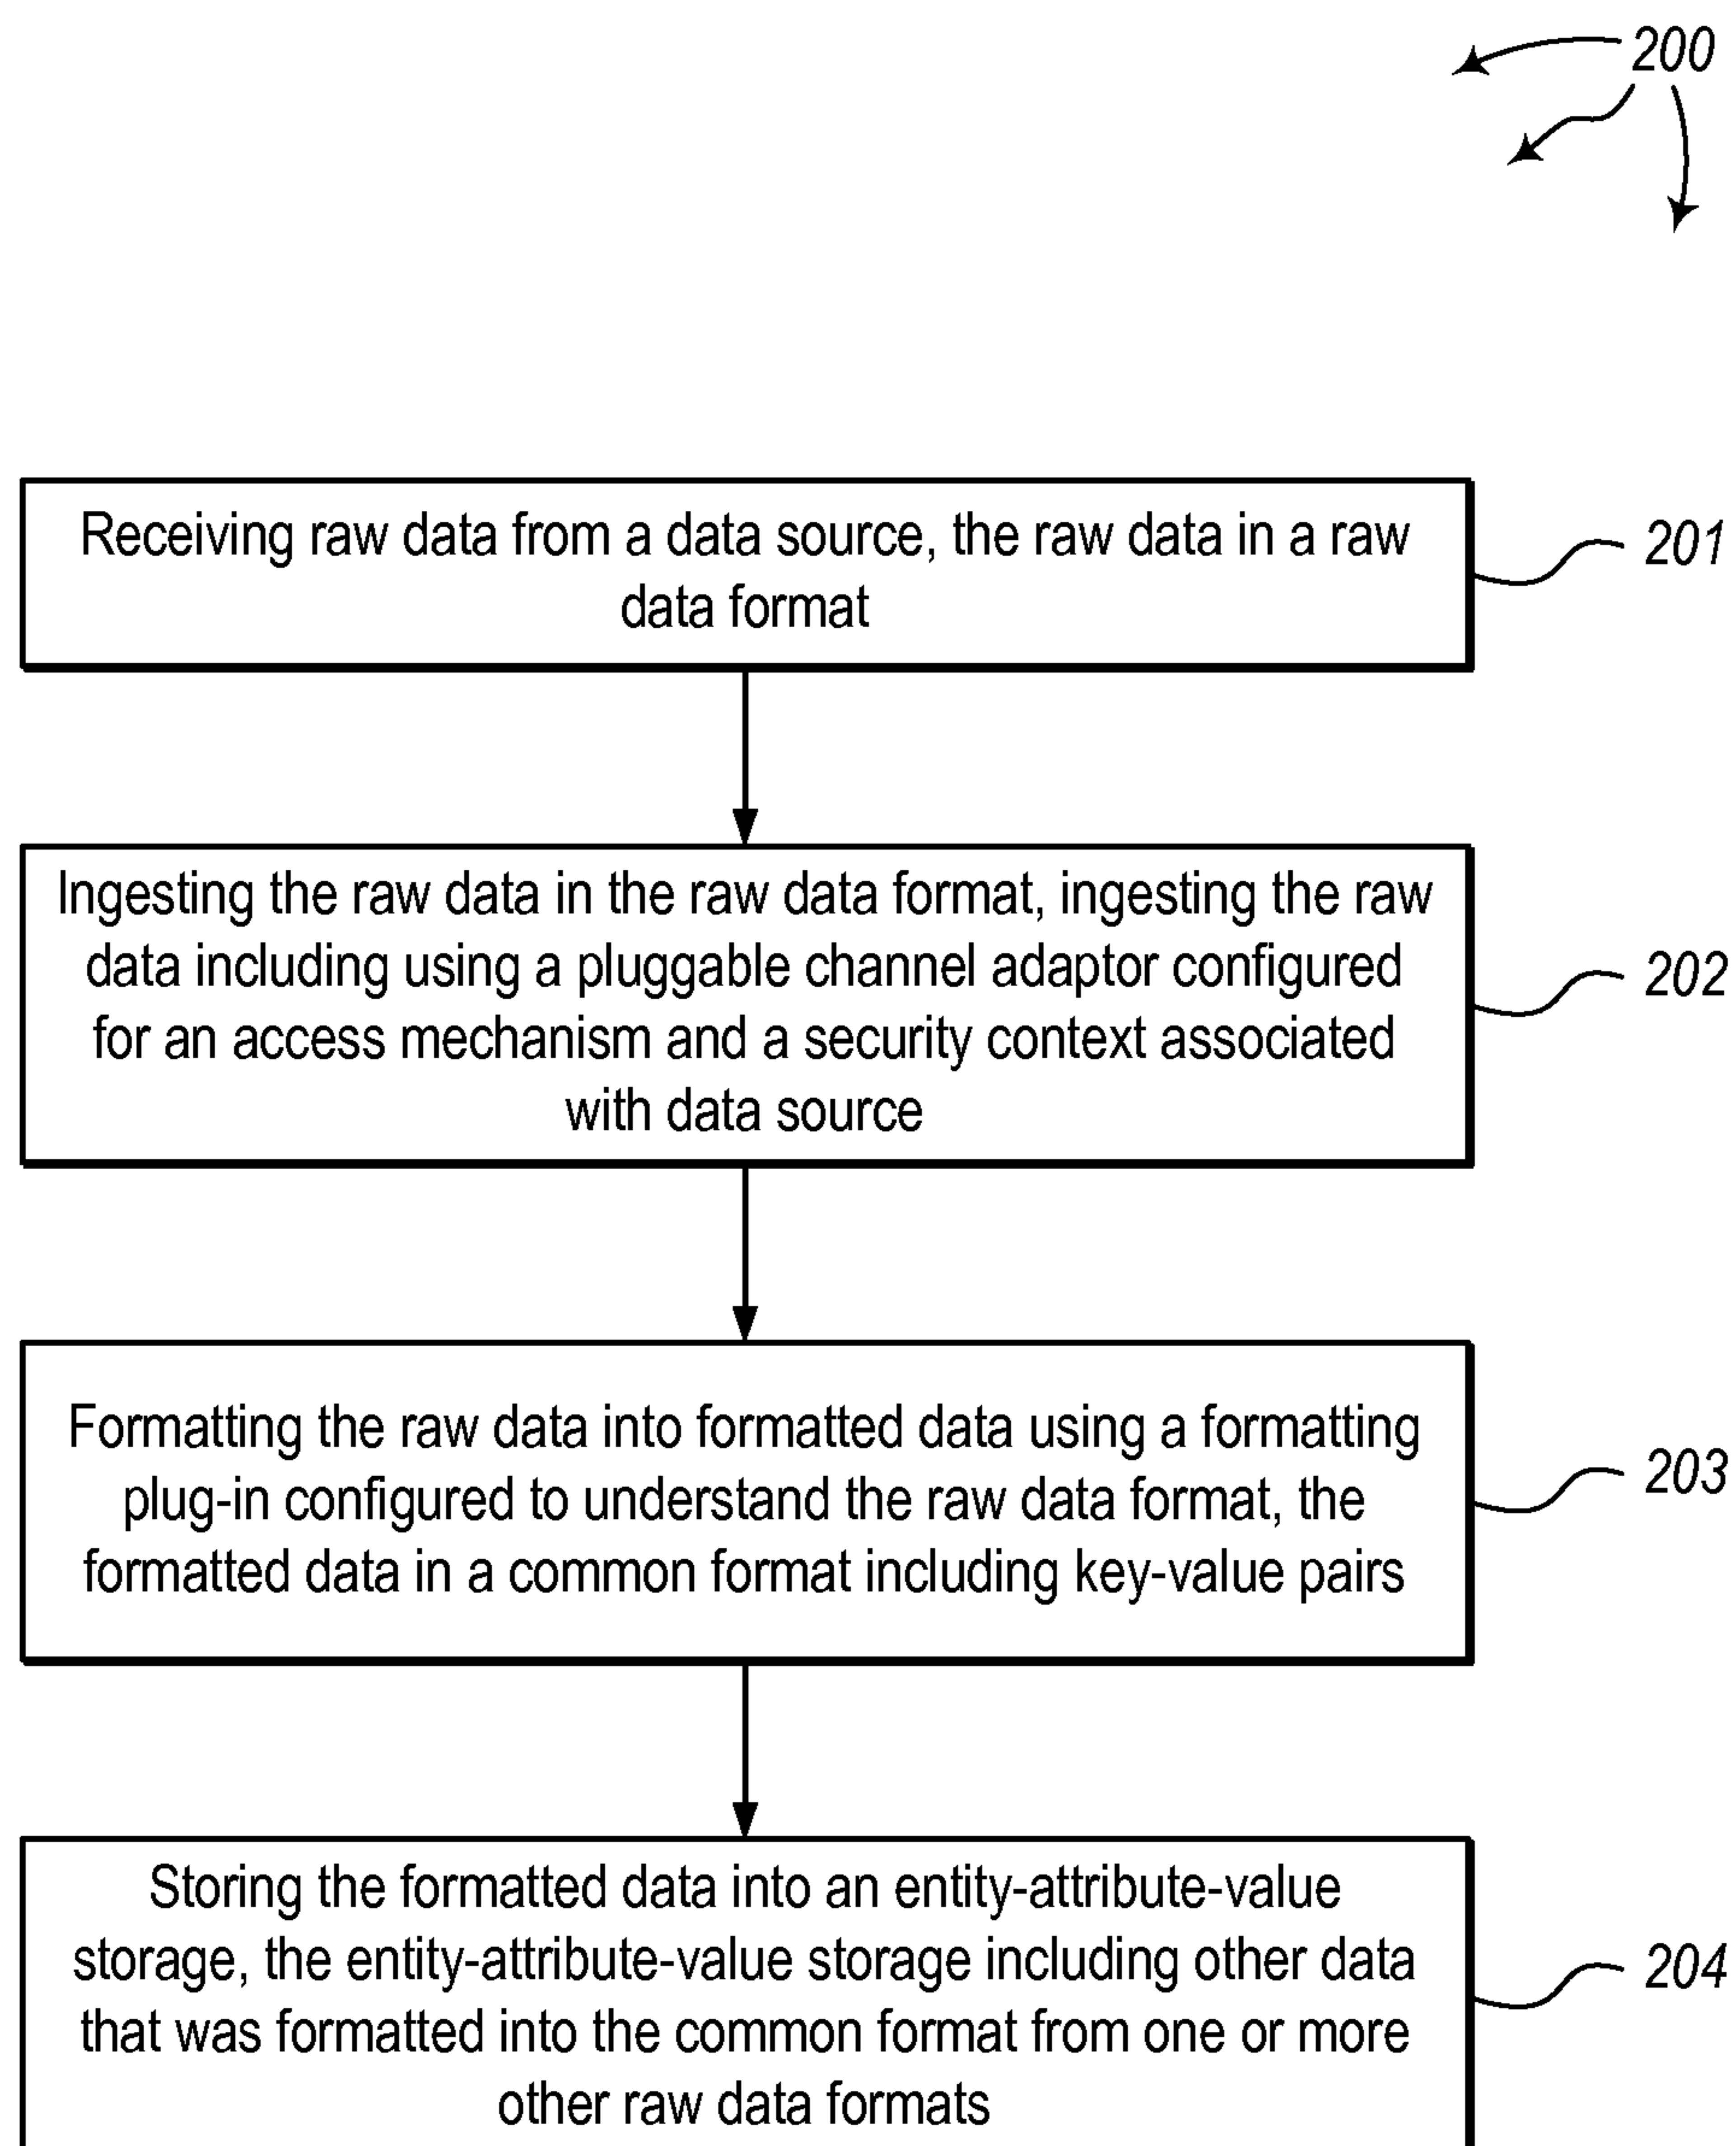 200
Receiving raw data from a data source, the raw data in a raw
data format
201
Ingesting the raw data in the raw data format, ingesting the raw
data including using a pluggable channel adaptor configured
for an access mechanism and a security context associated
with data source
202
Formatting the raw data into formatted data using a formatting
plug-in configured to understand the raw data format, the
formatted data in a common format including key-value pairs
203
Storing the formatted data into an entity-attribute-value
storage, the entity-attribute-value storage including other data
that was formatted into the common format from one or more
other raw data formats
204